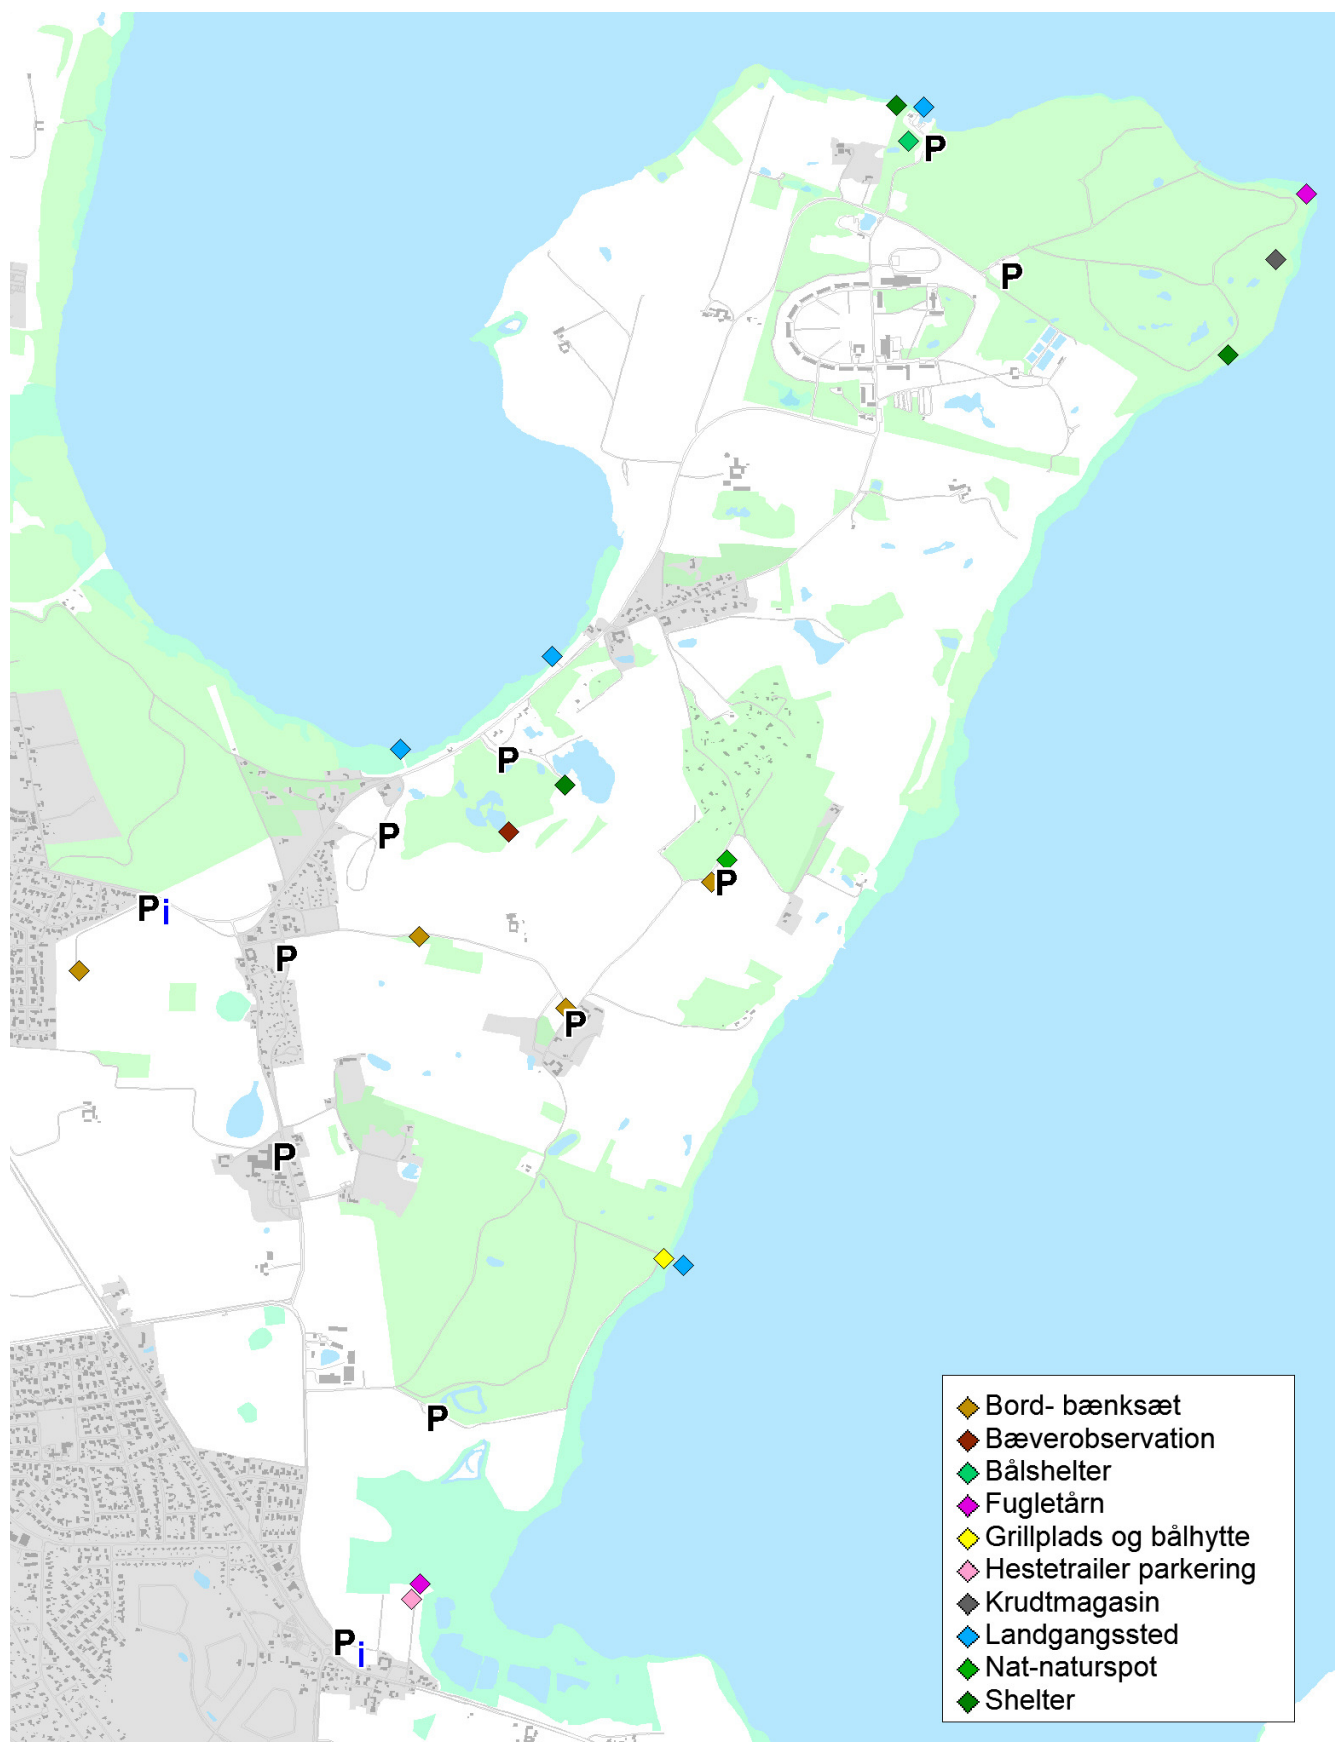 P
P
P
P
P
Pi
P
P
P
P
Pi
Bord- bænksæt
Bæverobservation
Bålshelter
Fugletårn
Grillplads og bålhytte
Hestetrailer parkering
Krudtmagasin
Landgangssted
Nat-naturspot
Shelter